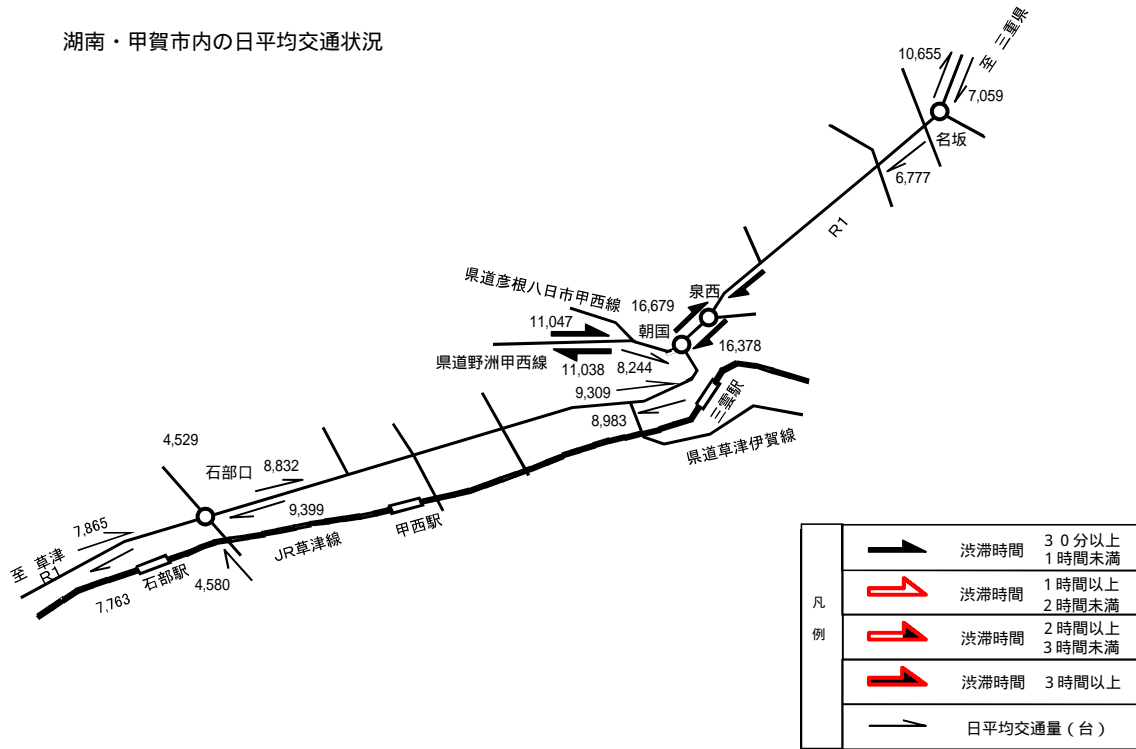 湖南・甲賀市内の日平均交通状況
至 三重県
10,655
7,059
名坂
6,777
R1
県道彦根八日市甲西線
泉西
16,679
11,047
朝国
県道野洲甲西線
11,038
8,244
16,378
9,309
三雲駅
8,983
県道草津伊賀線
4,529
石部口
8,832
9,399
甲西駅
7,865
JR草津線
至 草津
R1
石部駅
4,580
7,763
凡例
渋滞時間 30分以上
1時間未満
渋滞時間 1時間以上
2時間未満
渋滞時間 2時間以上
3時間未満
渋滞時間 3時間以上
日平均交通量(台)